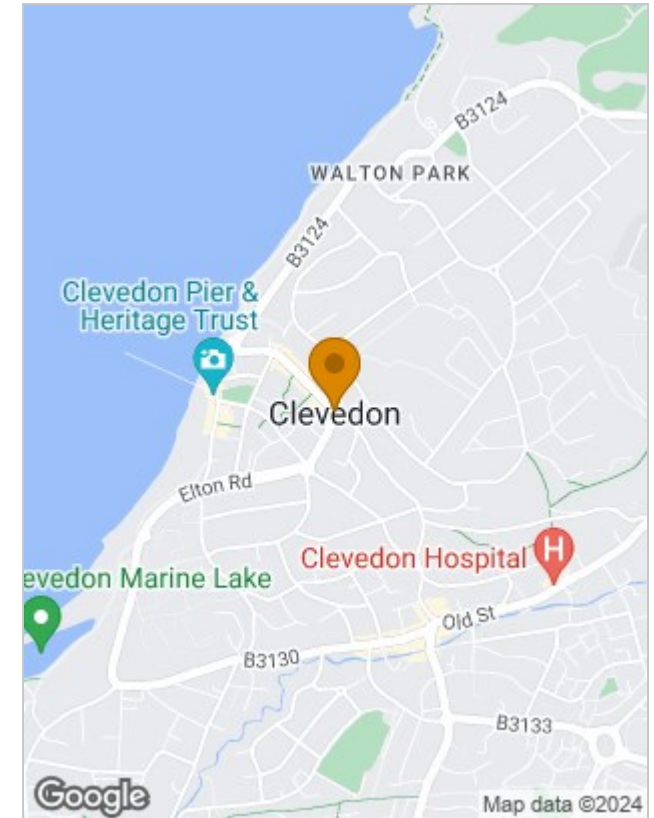 B3124
WALTON PARK
B3124
Clevedon Pier &
Heritage Trust
Clevedon
Elton Rd
Clevedon Hospital
H
evedon Marine Lake
Old St
B3130
B3133
Google
Map data ©2024